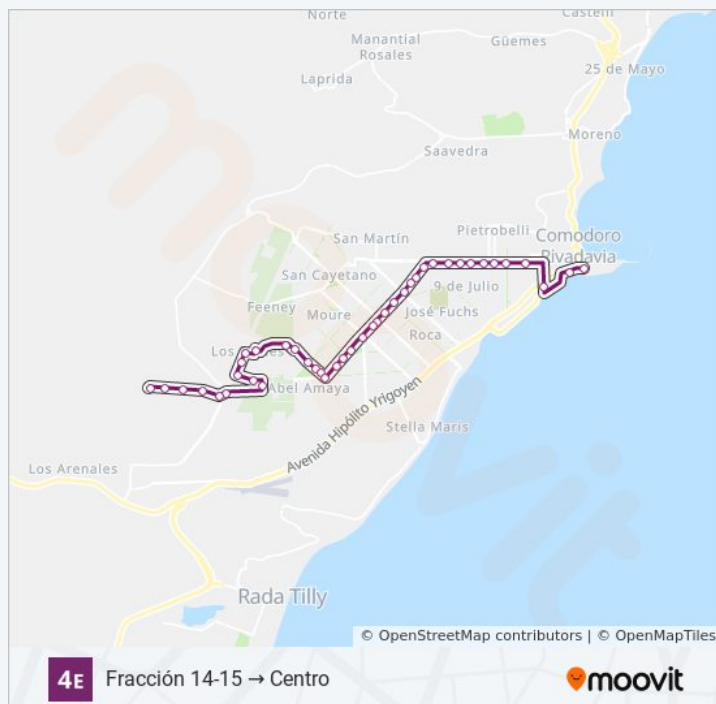 Norte
Castelli
Manantial
Rosales
Güemes
25 de Mayo
Laprida
Moreno
Saavedra
Pietrobelli
San Martín
Comodoro
Rivadavia
San Cayetano
9 de Julio
Feeney
Moure
José Fuchs
Roca
Abel Amaya
Avenida Hipólito Yrigoyen
Stella Maris
Los Arenales
Rada Tilly
© OpenStreetMap contributors | © OpenMapTiles
4E Fracción 14-15 → Centro
moovit